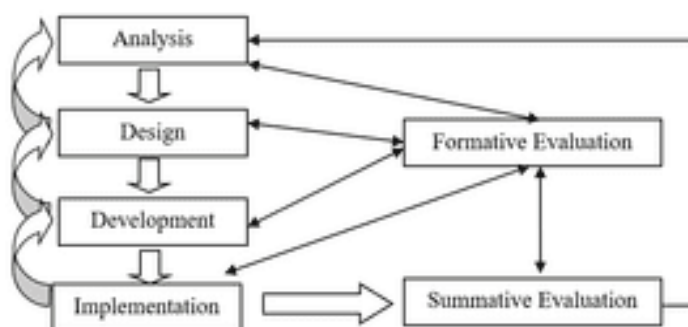 Analysis
Design
Formative Evaluation
Development
Implementation
Summative Evaluation